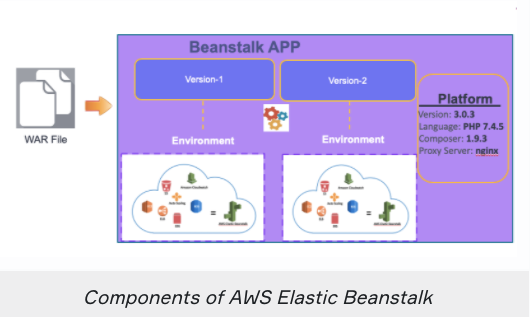 Beanstalk APP
Version-1
Version-2
WAR File
Platform
Version: 3.0.3
Language: PHP 7.4.5
Composer: 1.9.3
Proxy Server: nginx
Environment
Environment
Components of AWS Elastic Beanstalk